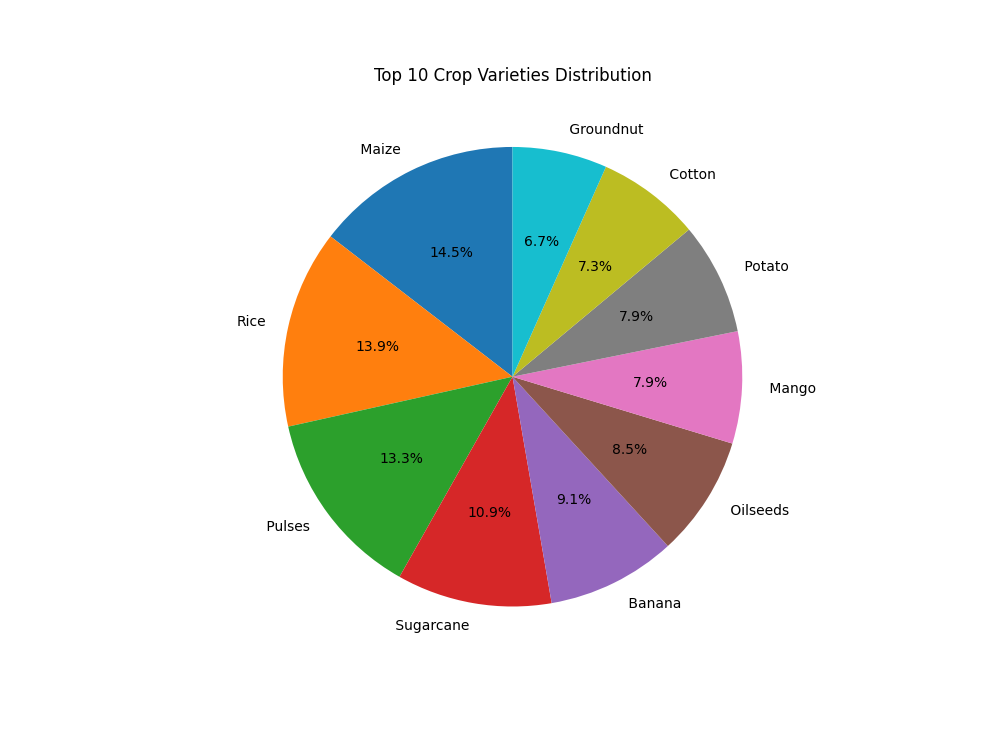 Top 10 Crop Varieties Distribution
Groundnut
Maize
Cotton
6.7%
14.5%
7.3%
Potato
7.9%
Rice
13.9%
7.9%
Mango
8.5%
13.3%
9.1%
10.9%
Oilseeds
Pulses
Banana
Sugarcane